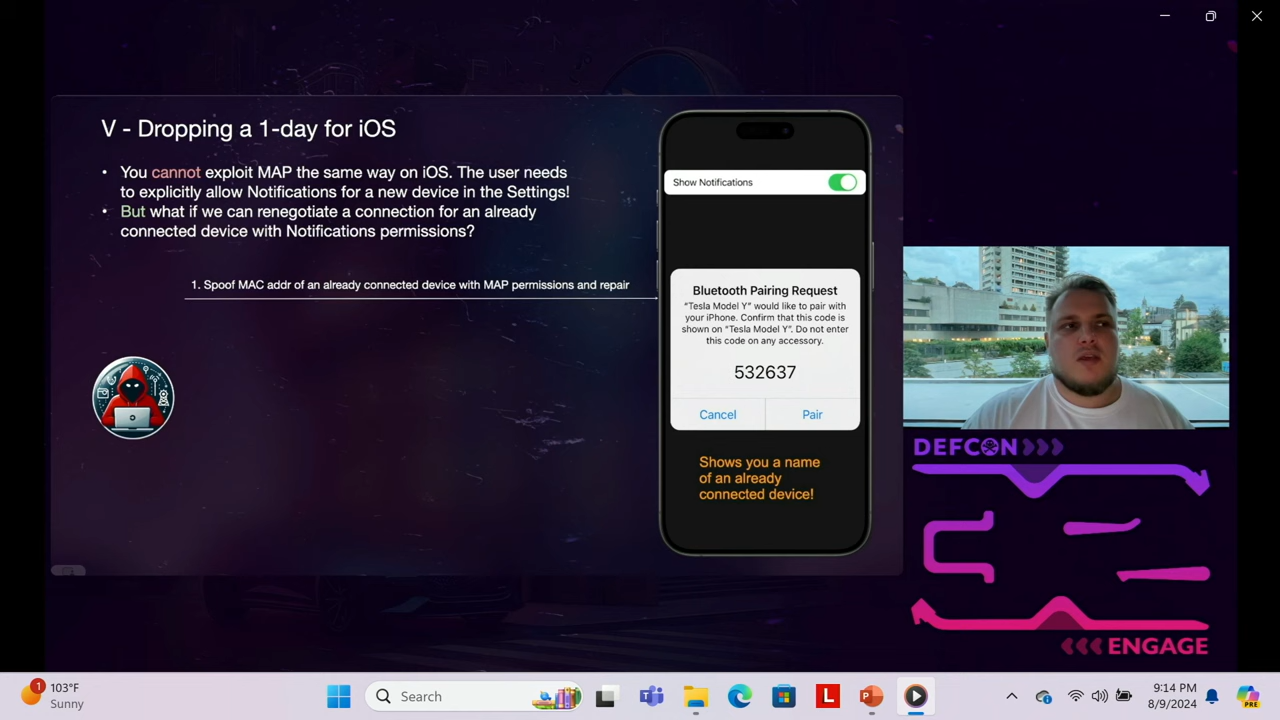 V - Dropping a 1-day for iOS
• You cannot exploit MAP the same way on iOS. The user needs
to explicitly allow Notifications for a new device in the Settings!
• But what if we can renegotiate a connection for an already
connected device with Notifications permissions?
1. Spoof MAC addr of an already connected device with MAP permissions and repair
Show Notifications
Bluetooth Pairing Request
"Tesla Model Y" would like to pair with
your iPhone. Confirm that this code is
shown on "Tesla Model Y". Do not enter
this code on any accessory.
532637
Cancel Pair
Shows you a name
of an already
connected device!
DEFCON
ENGAGE
1
103°F
Sunny
Search
L
PRE
9:14 PM
8/9/2024